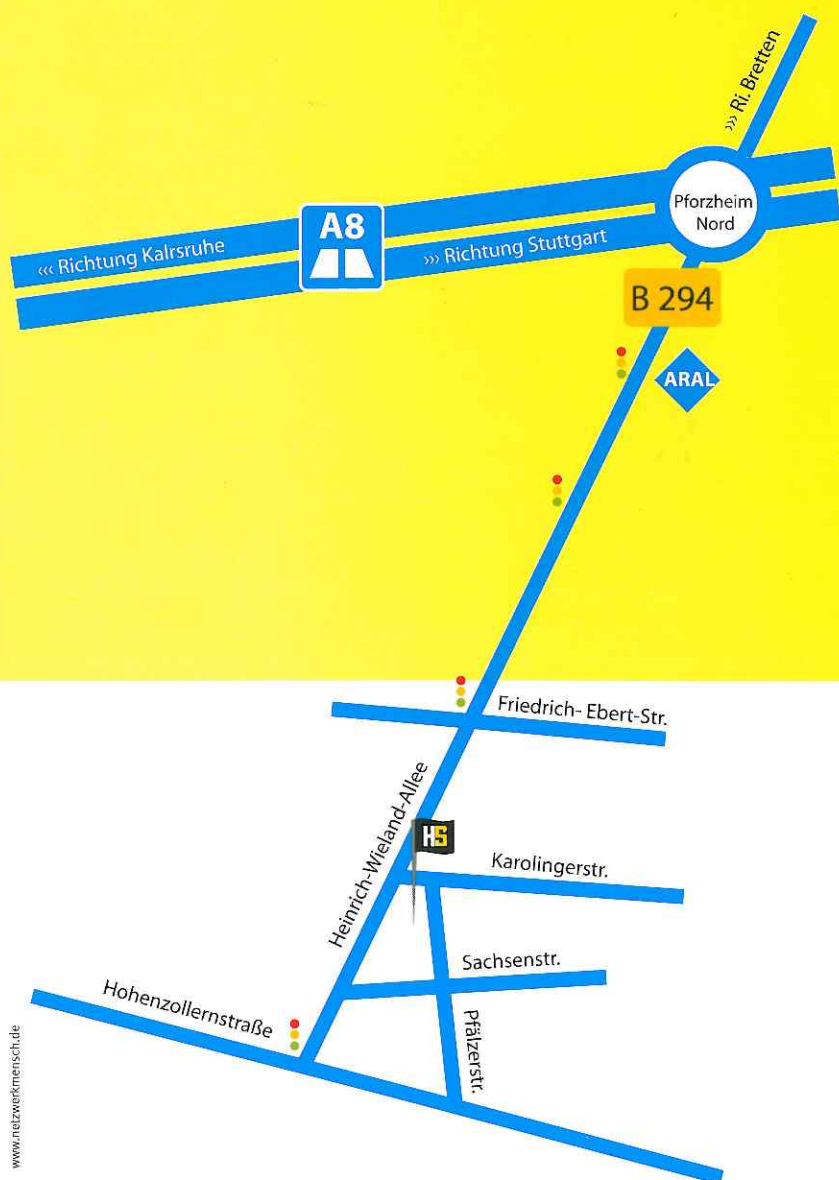 ››› Ri. Bretten
Pforzheim
Nord
A8
‹‹‹ Richtung Kalrsruhe
››› Richtung Stuttgart
B 294
ARAL
Friedrich- Ebert-Str.
Heinrich-Wieland-Allee
HS
Karolingerstr.
Sachsenstr.
Hohenzollernstraße
Pfälzerstr.
www.netzwerkmensch.de